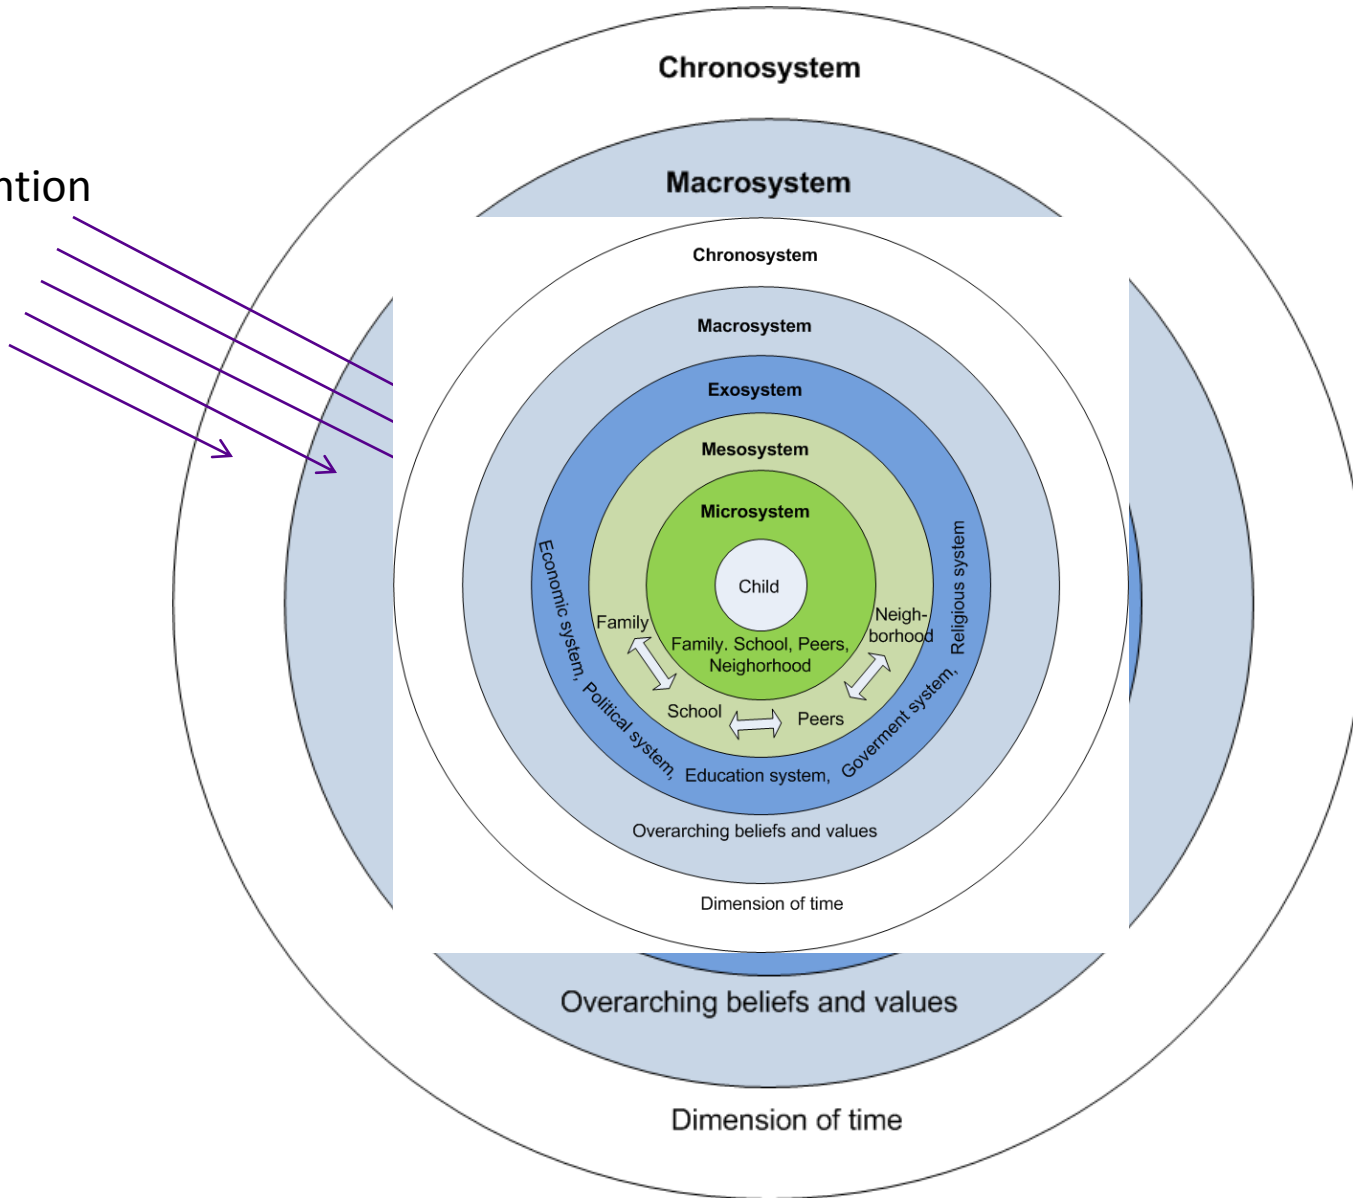 Chronosystem
Macrosystem
ntion
Chronosystem
Macrosystem
Exosystem
Mesosystem
Microsystem
Child
Family
Neigh-
borhood
Family. School, Peers,
Neighorhood
School
Peers
Economic system,
Political system,
Education system,
Goverment system,
Religious system
Overarching beliefs and values
Dimension of time
Overarching beliefs and values
Dimension of time